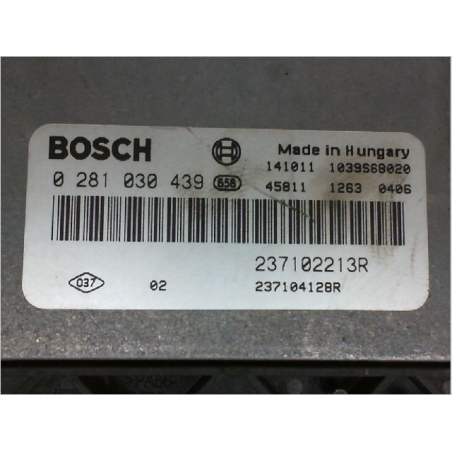 BOSCH Made in Hungary
141011 1039S68020
0 281 030 439 658 45811 1263 0406
237102213R
037 02 237104128R